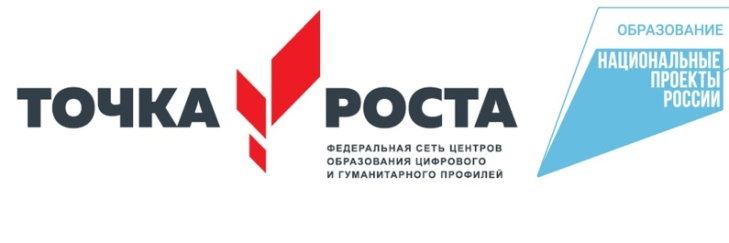 ТОЧКА РОСТА
ФЕДЕРАЛЬНАЯ СЕТЬ ЦЕНТРОВ
ОБРАЗОВАНИЯ ЦИФРОВОГО
И ГУМАНИТАРНОГО ПРОФИЛЕЙ
ОБРАЗОВАНИЕ
НАЦИОНАЛЬНЫЕ
ПРОЕКТЫ
РОССИИ